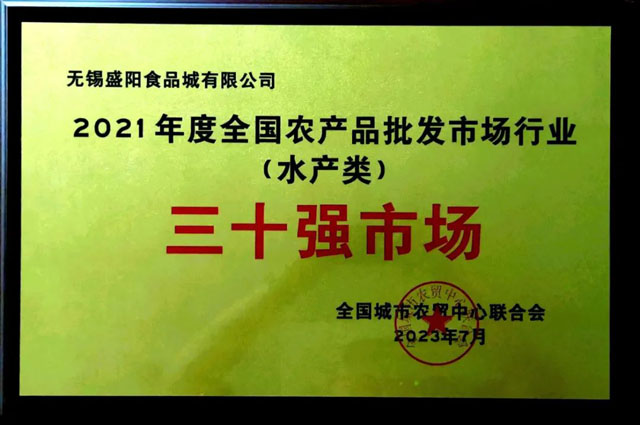 无锡盛阳食品城有限公司
2021年度全国农产品批发市场行业
(水产类)
三十强市场
全国城市农贸中心联合会
2023年7月